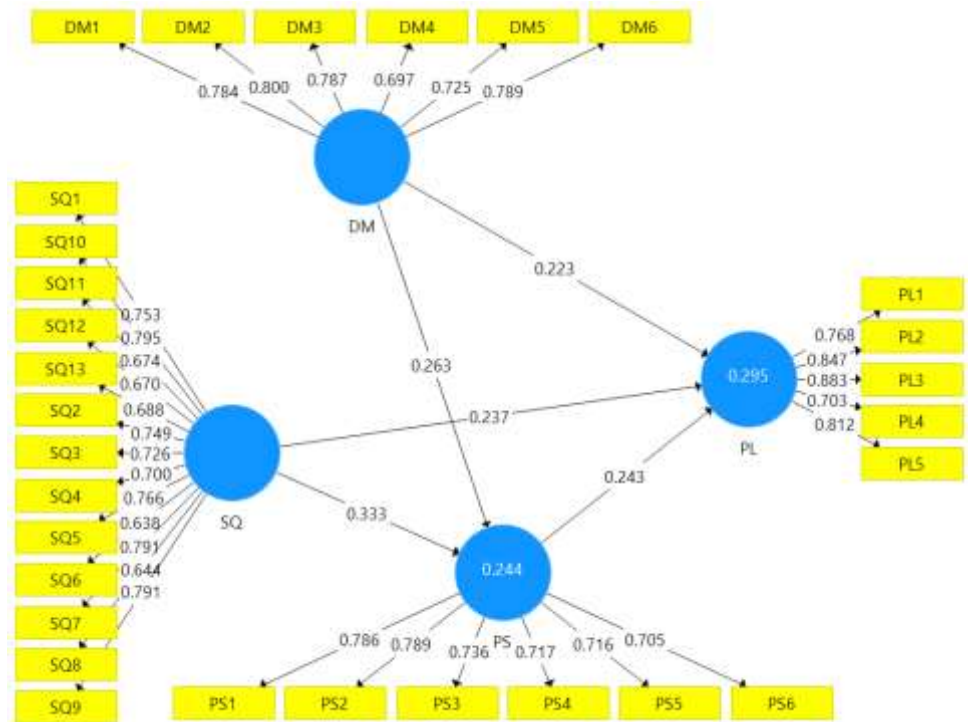 DM1 DM2 DM3 DM4 DM5 DM6
0.784 0.800 0.787 0.697 0.725 0.789
DM
SQ1
SQ10
SQ11
SQ12
SQ13
SQ2
SQ3
SQ4
SQ5
SQ6
SQ7
SQ8
SQ9
0.753
0.795
0.674
0.670
0.688
0.749
0.726
0.700
0.766
0.638
0.791
0.644
0.791
SQ
0.223
0.263
0.237
0.333
0.243
0.295
PL
0.768
0.847
0.883
0.703
0.812
PL1
PL2
PL3
PL4
PL5
0.244
PS
0.786 0.789 0.736 0.717 0.716 0.705
PS1 PS2 PS3 PS4 PS5 PS6